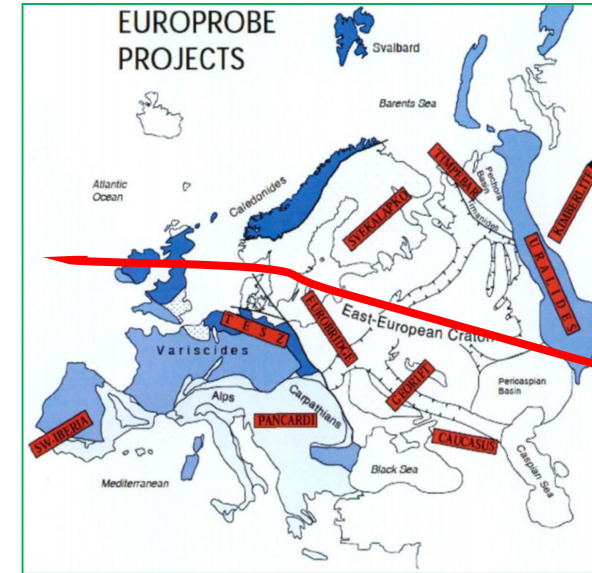 EUROPROBE
PROJECTS
Svalbard
Barents Sea
Atlantic
Ocean
Caledonides
TIMPEBAR
Pechora
Basin
Timanides
KIMBERLITE
SVEKALAPKO
URALIDES
TESZ
EUROBRIDGE
East-European Craton
Variscides
Pericaspian
Basin
GEORIFT
Alps
Carpathians
PANCARDI
SW-IBERIA
CAUCASUS
Black Sea
Caspian Sea
Mediterranean